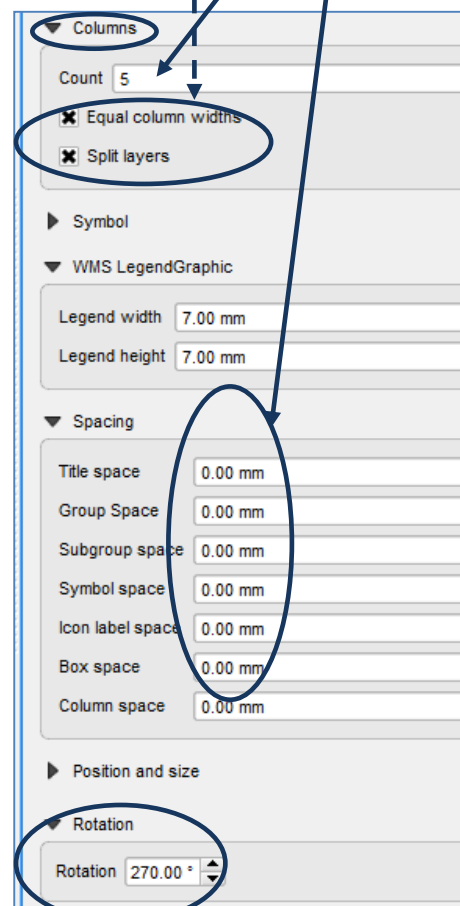 Columns
Count 5
Equal column widths
Split layers
Symbol
WMS LegendGraphic
Legend width 7.00 mm
Legend height 7.00 mm
Spacing
Title space 0.00 mm
Group Space 0.00 mm
Subgroup space 0.00 mm
Symbol space 0.00 mm
Icon label space 0.00 mm
Box space 0.00 mm
Column space 0.00 mm
Position and size
Rotation
Rotation 270.00 °